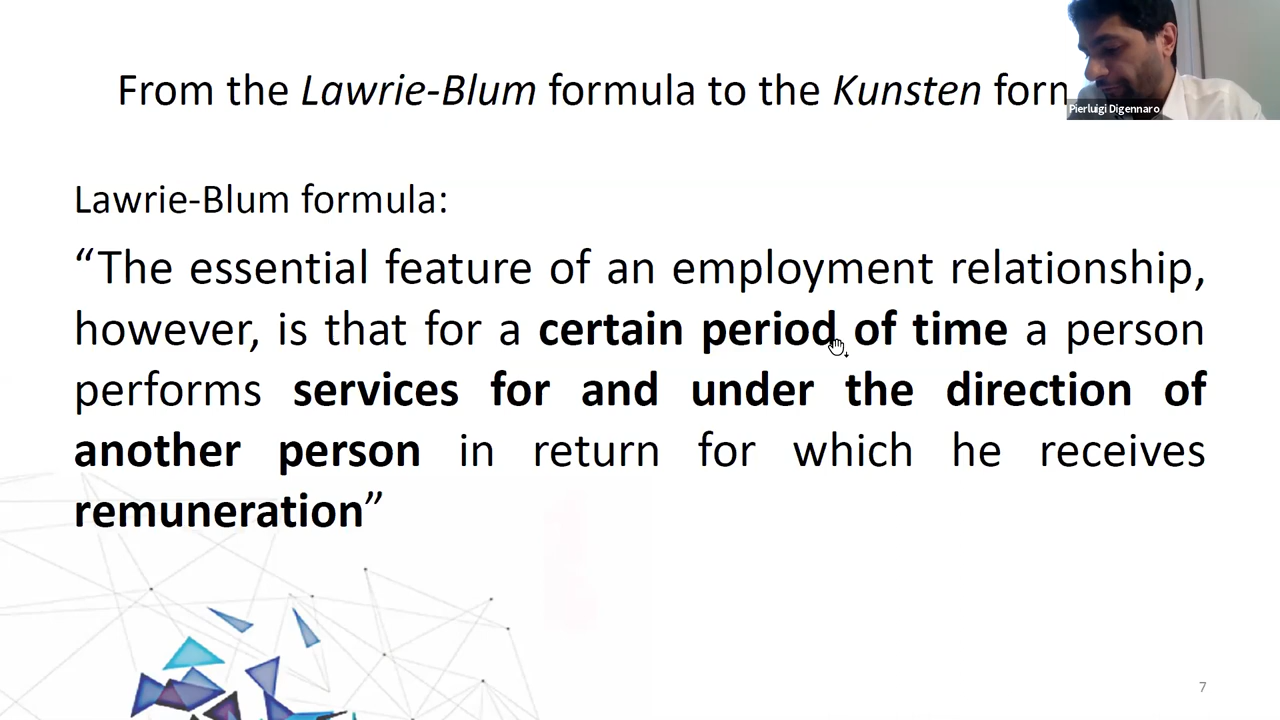 From the Lawrie-Blum formula to the Kunsten
Pierluigi Digennaro
Lawrie-Blum formula:
“The essential feature of an employment relationship,
however, is that for a certain period of time a person
performs services for and under the direction of
another person in return for which he receives
remuneration”
7